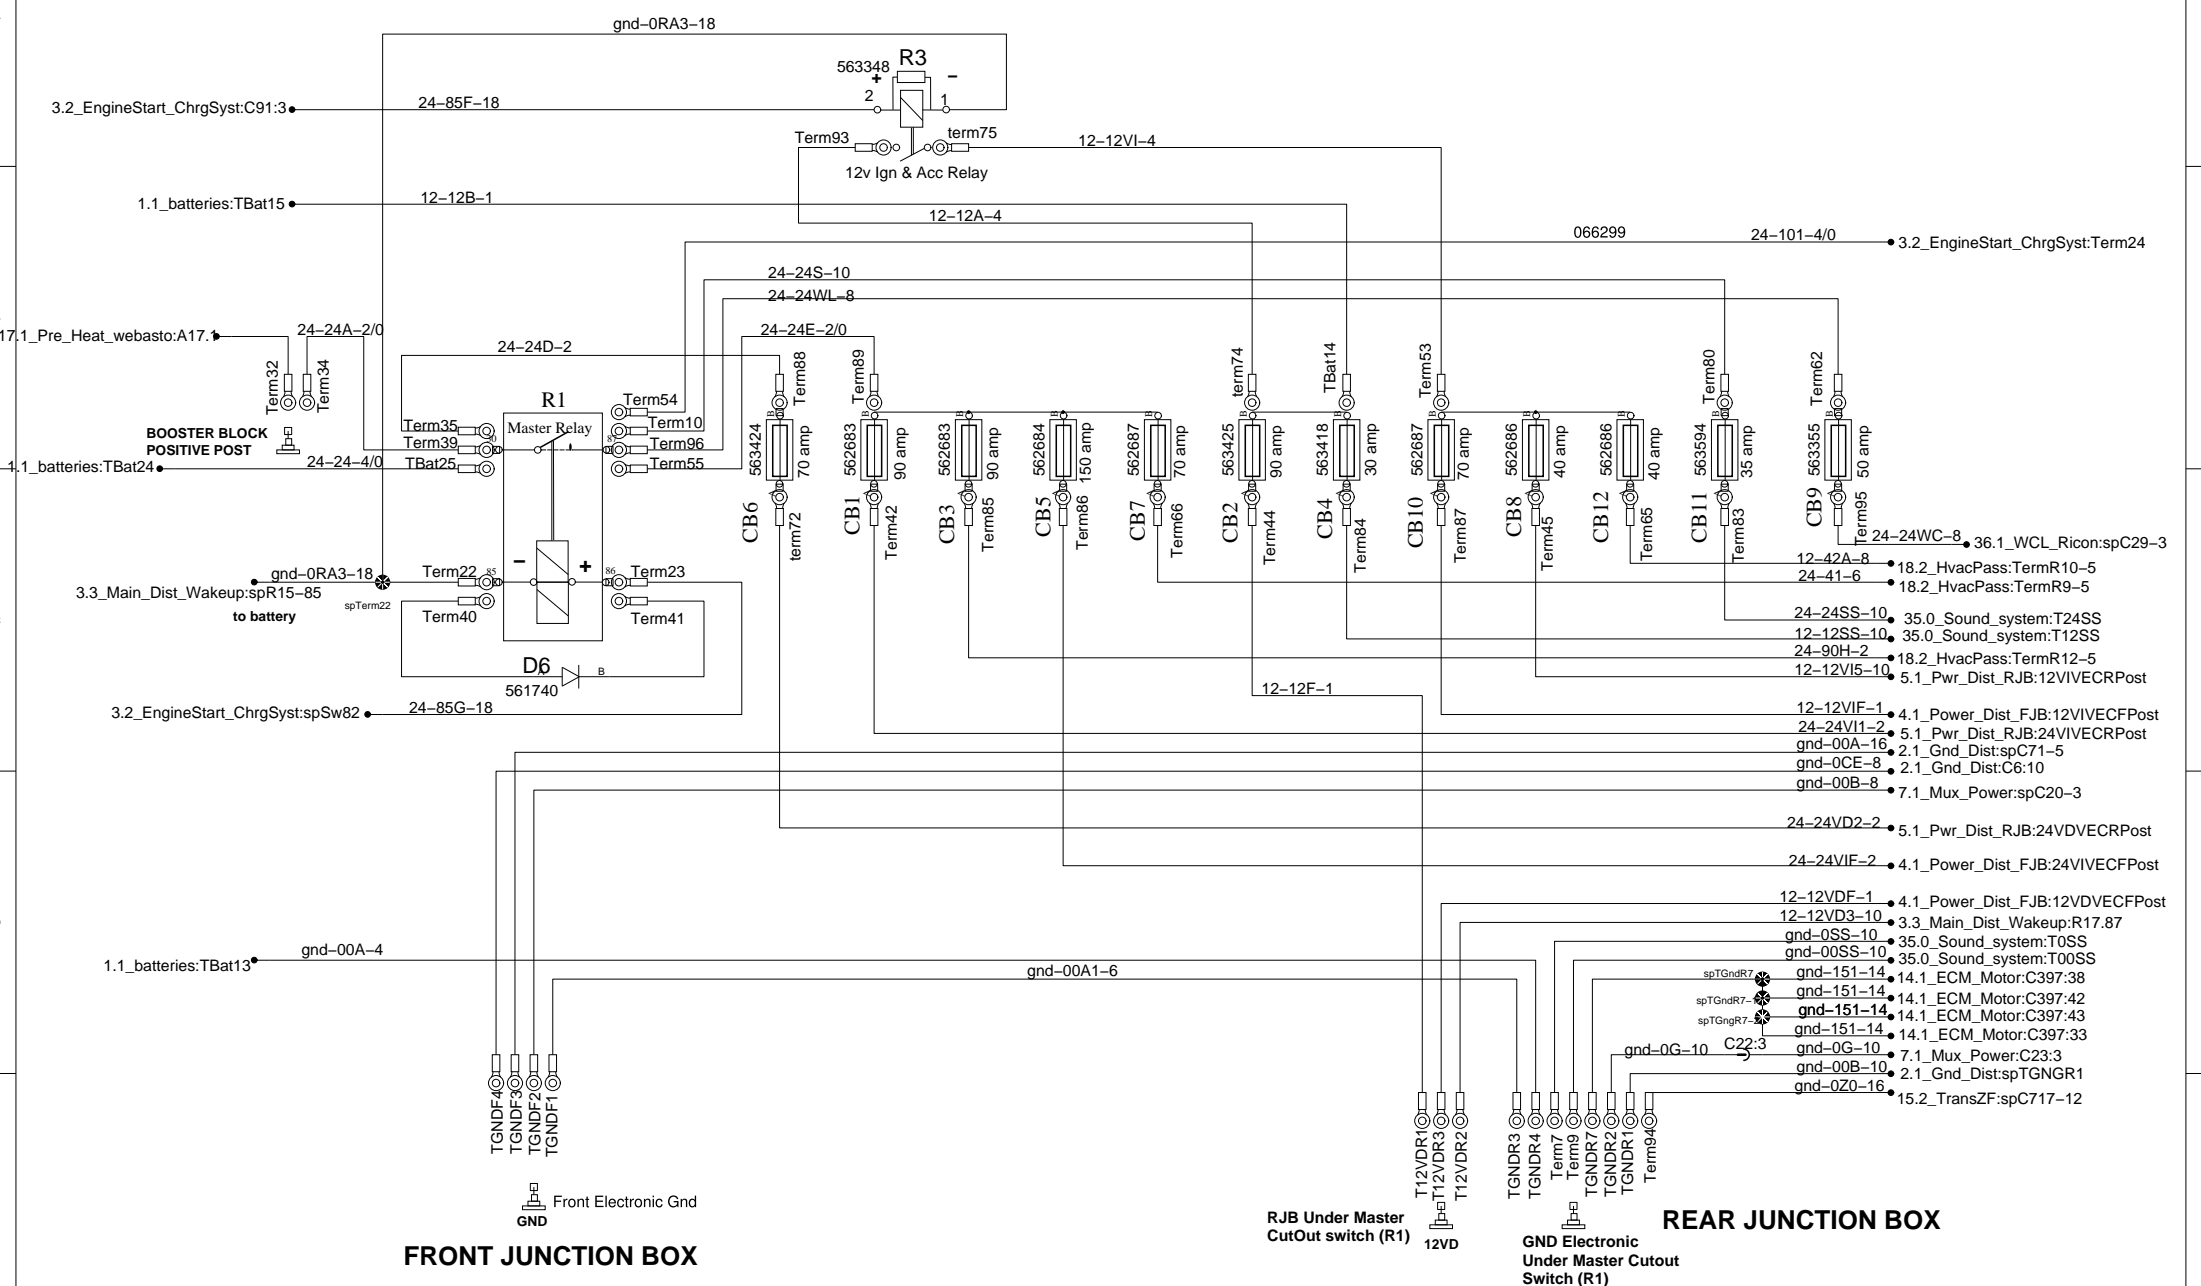 gnd-0RA3-18
R3
563348
+
-
2
1
3.2_EngineStart_ChrgSyst:C91:3
24-85F-18
Term93
term75
12-12VI-4
12v Ign & Acc Relay
1.1_batteries:TBat15
12-12B-1
12-12A-4
066299
24-101-4/0
3.2_EngineStart_ChrgSyst:Term24
24-24S-10
24-24WL-8
17.1_Pre_Heat_webasto:A17.1
24-24A-2/0
24-24E-2/0
24-24D-2
Term32
Term34
BOOSTER BLOCK
POSITIVE POST
R1
Master Relay
Term35
Term39
TBat25
Term54
Term10
Term96
Term55
1.1_batteries:TBat24
24-24-4/0
Term88
Term89
term74
TBat14
Term53
Term80
Term62
B
B
B
B
B
B
B
B
B
B
B
B
563424
70 amp
562683
90 amp
562683
90 amp
562684
150 amp
562687
70 amp
563425
90 amp
563418
30 amp
562687
70 amp
562686
40 amp
562686
40 amp
563594
35 amp
563355
50 amp
CB6
CB1
CB3
CB5
CB7
CB2
CB4
CB10
CB8
CB12
CB11
CB9
term72
Term42
Term85
Term86
Term66
Term44
Term84
Term87
Term45
Term65
Term83
Term95
gnd-0RA3-18
3.3_Main_Dist_Wakeup:spR15-85
to battery
spTerm22
Term22
85
-
+
86
Term23
Term40
Term41
D6
A
B
561740
3.2_EngineStart_ChrgSyst:spSw82
24-85G-18
24-24WC-8
36.1_WCL_Ricon:spC29-3
12-42A-8
18.2_HvacPass:TermR10-5
24-41-6
18.2_HvacPass:TermR9-5
24-24SS-10
35.0_Sound_system:T24SS
12-12SS-10
35.0_Sound_system:T12SS
24-90H-2
18.2_HvacPass:TermR12-5
12-12VI5-10
5.1_Pwr_Dist_RJB:12VIVECRPost
12-12F-1
12-12VIF-1
4.1_Power_Dist_FJB:12VIVECFPost
24-24VI1-2
5.1_Pwr_Dist_RJB:24VIVECRPost
gnd-00A-16
2.1_Gnd_Dist:spC71-5
gnd-0CE-8
2.1_Gnd_Dist:C6:10
gnd-00B-8
7.1_Mux_Power:spC20-3
24-24VD2-2
5.1_Pwr_Dist_RJB:24VDVECRPost
24-24VIF-2
4.1_Power_Dist_FJB:24VIVECFPost
12-12VDF-1
4.1_Power_Dist_FJB:12VDVECFPost
12-12VD3-10
3.3_Main_Dist_Wakeup:R17.87
gnd-0SS-10
35.0_Sound_system:T0SS
gnd-00SS-10
35.0_Sound_system:T00SS
1.1_batteries:TBat13
gnd-00A-4
gnd-00A1-6
spTGndR7
gnd-151-14
14.1_ECM_Motor:C397:38
gnd-151-14
14.1_ECM_Motor:C397:42
gnd-151-14
14.1_ECM_Motor:C397:43
gnd-151-14
14.1_ECM_Motor:C397:33
gnd-0G-10
C22:3
gnd-0G-10
7.1_Mux_Power:C23:3
gnd-00B-10
2.1_Gnd_Dist:spTGNGR1
gnd-0Z0-16
15.2_TransZF:spC717-12
TGNDF4
TGNDF3
TGNDF2
TGNDF1
T12VDR1
T12VDR3
T12VDR2
TGNDR3
TGNDR4
Term7
Term9
TGNDR7
TGNDR2
TGNDR1
Term94
Front Electronic Gnd
GND
FRONT JUNCTION BOX
RJB Under Master
CutOut switch (R1)
12VD
GND Electronic
Under Master Cutout
Switch (R1)
REAR JUNCTION BOX